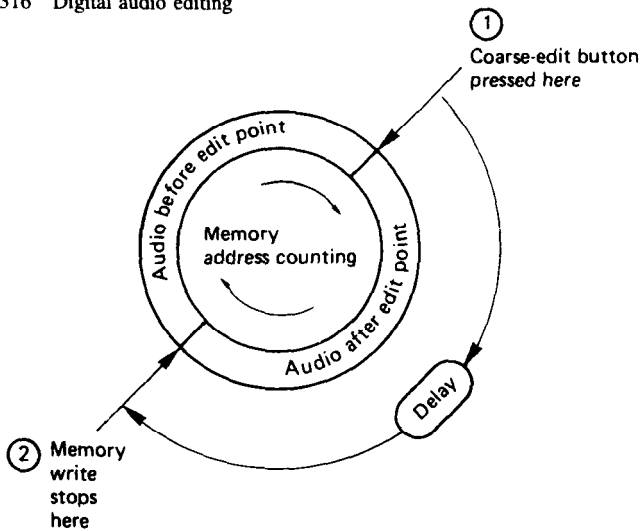 316 Digital audio editing
1
Coarse-edit button
pressed here
Audio before edit point
Memory
address counting
Audio after edit point
Delay
2 Memory
write
stops
here